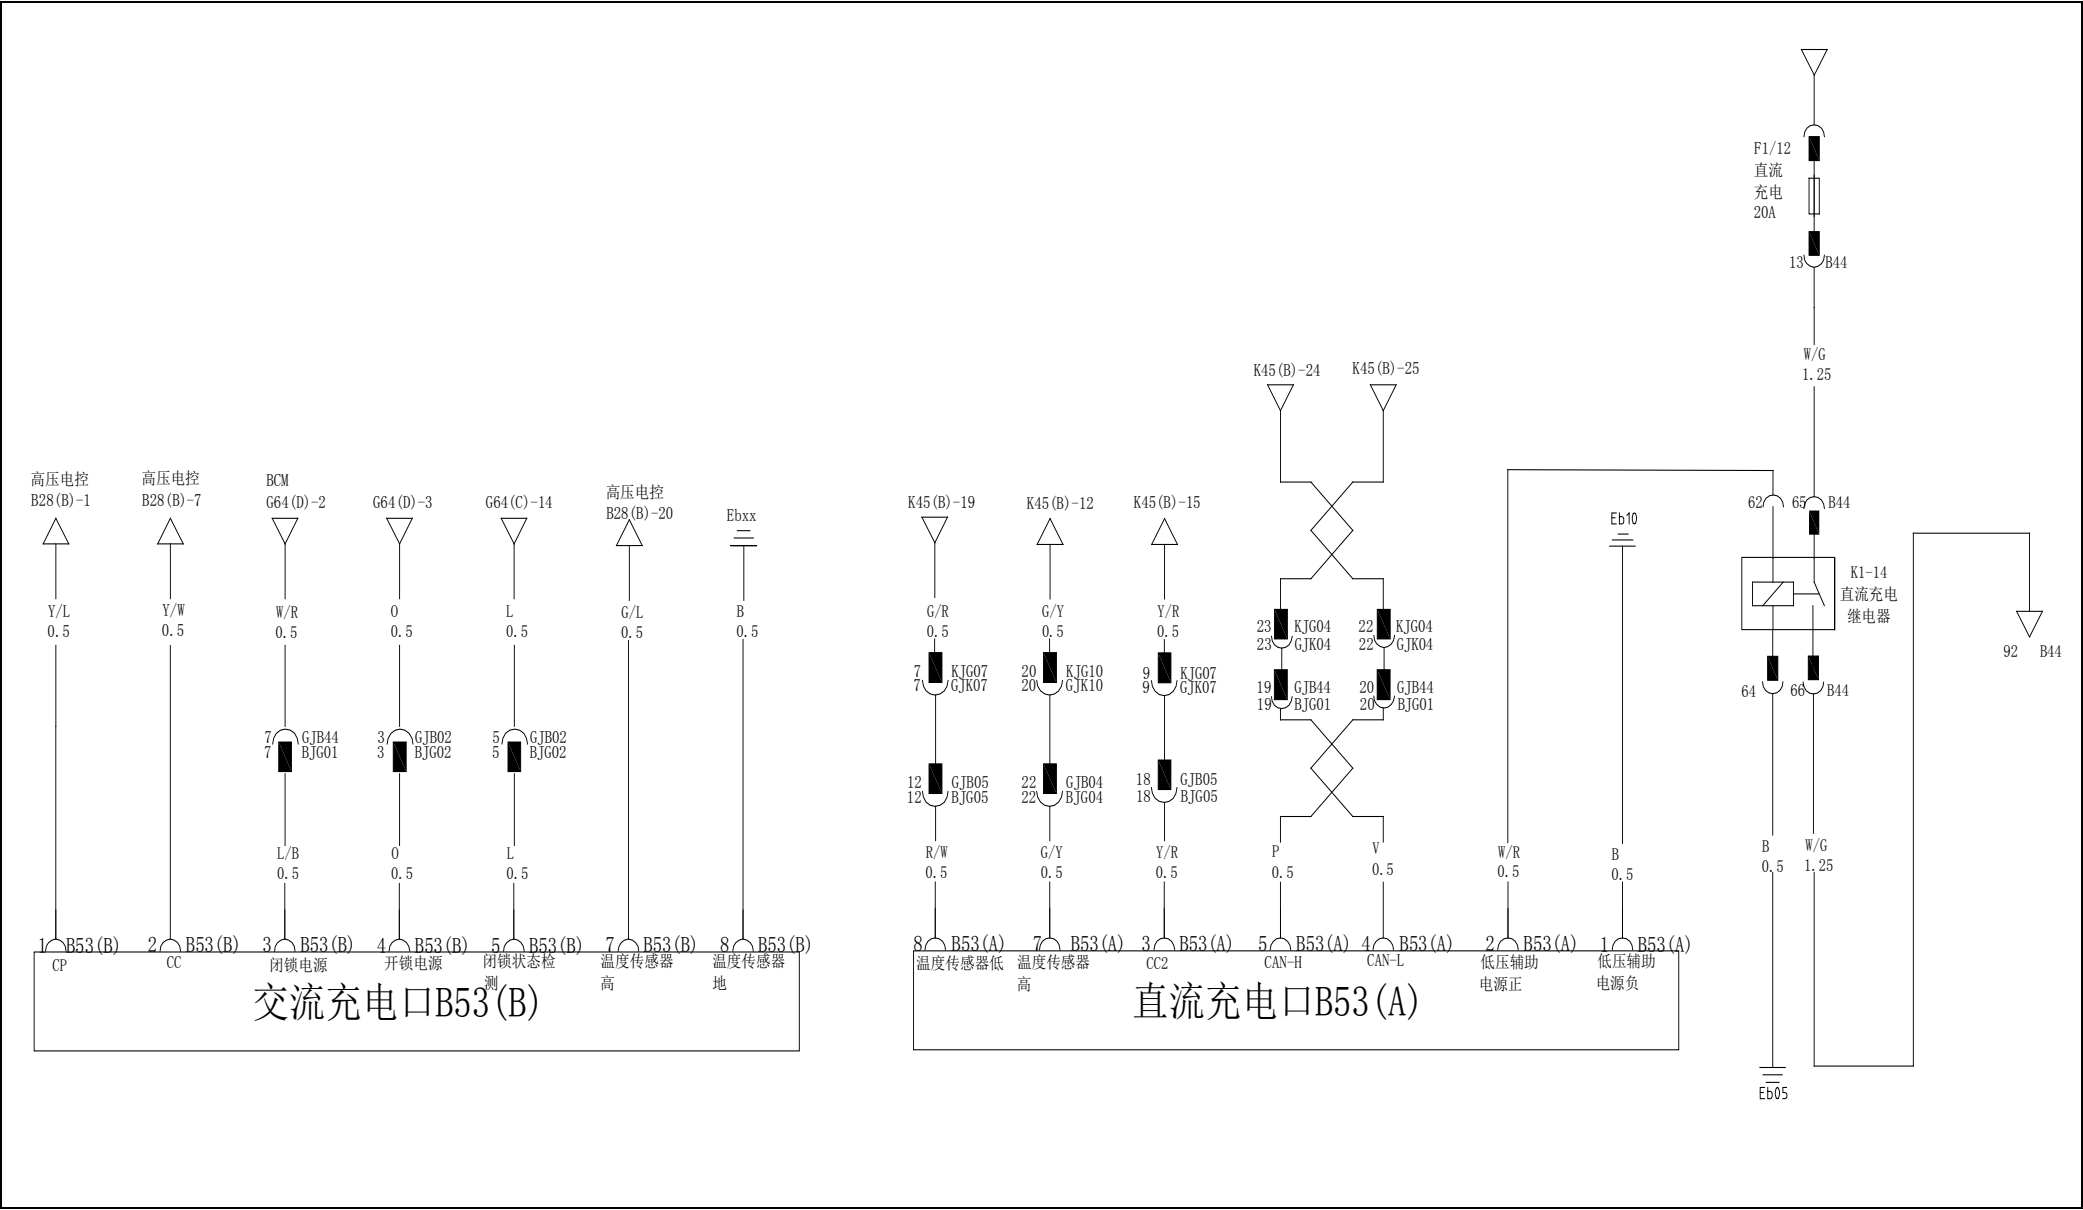 F1/12
直流
充电
20A
13 B44
W/G
1.25
K45(B)-24
K45(B)-25
高压电控
B28(B)-1
高压电控
B28(B)-7
BCM
G64(D)-2
G64(D)-3
G64(C)-14
高压电控
B28(B)-20
Ebxx
K45(B)-19
K45(B)-12
K45(B)-15
Eb10
62
65 B44
K1-14
直流充电
继电器
Y/L
0.5
Y/W
0.5
W/R
0.5
O
0.5
L
0.5
G/L
0.5
B
0.5
G/R
0.5
G/Y
0.5
Y/R
0.5
23 KJG04
23 GJK04
22 KJG04
22 GJK04
92 B44
7 KJG07
7 GJK07
20 KJG10
20 GJK10
9 KJG07
9 GJK07
19 GJB44
19 BJG01
20 GJB44
20 BJG01
64
66 B44
7 GJB44
7 BJG01
3 GJB02
3 BJG02
5 GJB02
5 BJG02
12 GJB05
12 BJG05
22 GJB04
22 BJG04
18 GJB05
18 BJG05
L/B
0.5
O
0.5
L
0.5
R/W
0.5
G/Y
0.5
Y/R
0.5
P
0.5
V
0.5
W/R
0.5
B
0.5
B
0.5
W/G
1.25
1 B53(B)
CP
2 B53(B)
CC
3 B53(B)
闭锁电源
4 B53(B)
开锁电源
5 B53(B)
闭锁状态检
测
7 B53(B)
温度传感器
高
8 B53(B)
温度传感器
地
交流充电口B53(B)
8 B53(A)
温度传感器低
7 B53(A)
温度传感器
高
3 B53(A)
CC2
5 B53(A)
CAN-H
4 B53(A)
CAN-L
2 B53(A)
低压辅助
电源正
1 B53(A)
低压辅助
电源负
直流充电口B53(A)
Eb05